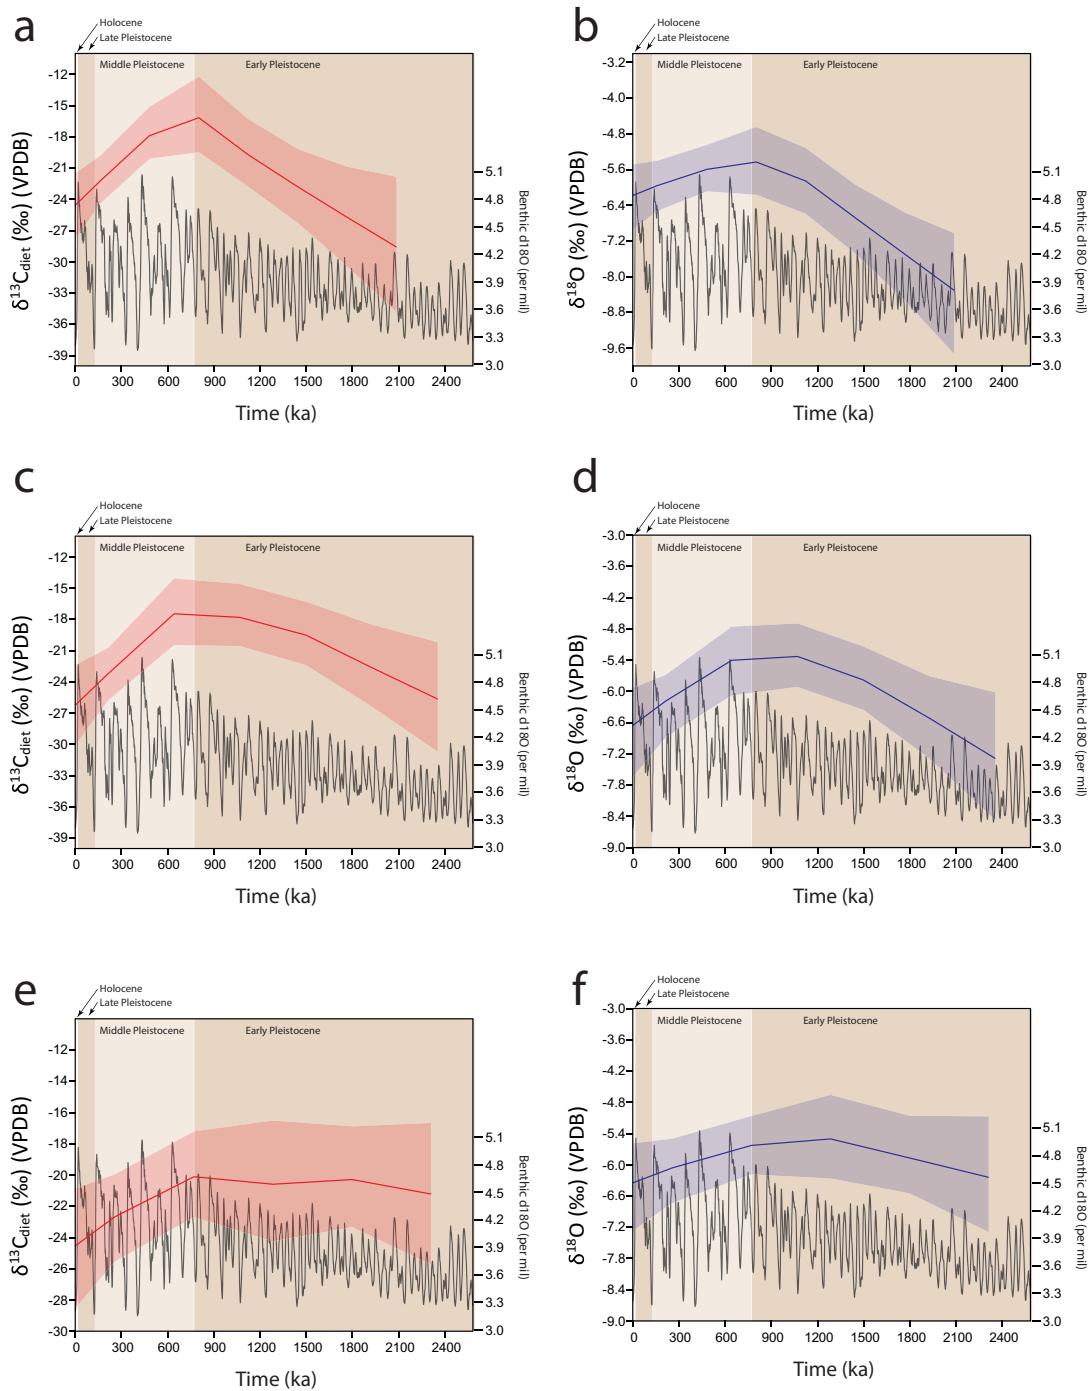 a
Holocene
Late Pleistocene
Middle Pleistocene
Early Pleistocene
-12
-15
-18
-21
-24
-27
-30
-33
-36
-39
δ13Cdiet (‰) (VPDB)
5.1
4.8
4.5
4.2
3.9
3.6
3.3
3.0
Benthic d18O (per mil)
0 300 600 900 1200 1500 1800 2100 2400
Time (ka)
b
Holocene
Late Pleistocene
Middle Pleistocene
Early Pleistocene
-3.2
-4.0
-4.8
-5.6
-6.4
-7.2
-8.0
-8.8
-9.6
δ18O (‰) (VPDB)
5.1
4.8
4.5
4.2
3.9
3.6
3.3
3.0
Benthic d18O (per mil)
0 300 600 900 1200 1500 1800 2100 2400
Time (ka)
c
Holocene
Late Pleistocene
Middle Pleistocene
Early Pleistocene
-12
-15
-18
-21
-24
-27
-30
-33
-36
-39
δ13Cdiet (‰) (VPDB)
5.1
4.8
4.5
4.2
3.9
3.6
3.3
3.0
Benthic d18O (per mil)
0 300 600 900 1200 1500 1800 2100 2400
Time (ka)
d
Holocene
Late Pleistocene
Middle Pleistocene
Early Pleistocene
-3.0
-3.6
-4.2
-4.8
-5.4
-6.0
-6.6
-7.2
-7.8
-8.4
-9.0
δ18O (‰) (VPDB)
5.1
4.8
4.5
4.2
3.9
3.6
3.3
3.0
Benthic d18O (per mil)
0 300 600 900 1200 1500 1800 2100 2400
Time (ka)
e
Holocene
Late Pleistocene
Middle Pleistocene
Early Pleistocene
-12
-14
-16
-18
-20
-22
-24
-26
-28
-30
δ13Cdiet (‰) (VPDB)
5.1
4.8
4.5
4.2
3.9
3.6
3.3
3.0
Benthic d18O (per mil)
0 300 600 900 1200 1500 1800 2100 2400
Time (ka)
f
Holocene
Late Pleistocene
Middle Pleistocene
Early Pleistocene
-3.0
-3.6
-4.2
-4.8
-5.4
-6.0
-6.6
-7.2
-7.8
-8.4
-9.0
δ18O (‰) (VPDB)
5.1
4.8
4.5
4.2
3.9
3.6
3.3
3.0
Benthic d18O (per mil)
0 300 600 900 1200 1500 1800 2100 2400
Time (ka)